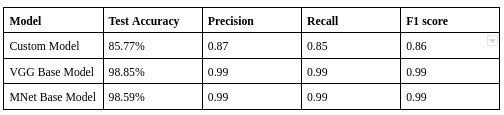 Model Test Accuracy Precision Recall F1 score
Custom Model 85.77% 0.87 0.85 0.86
VGG Base Model 98.85% 0.99 0.99 0.99
MNet Base Model 98.59% 0.99 0.99 0.99